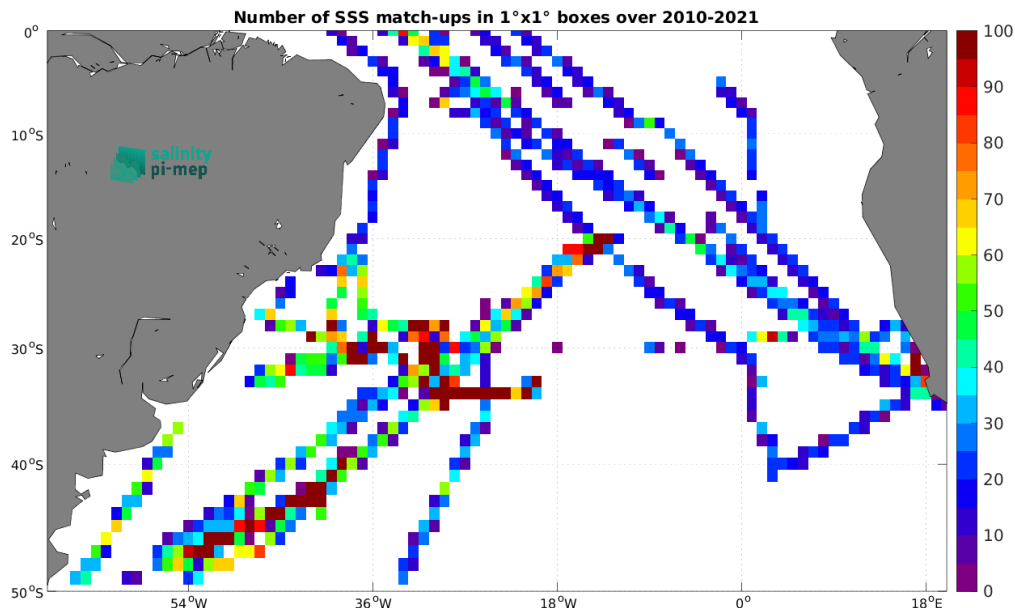 Number of SSS match-ups in 1°x1° boxes over 2010-2021
0°
10°S
20°S
30°S
40°S
50°S
salinity
pi-mep
54°W
36°W
18°W
0°
18°E
100
90
80
70
60
50
40
30
20
10
0